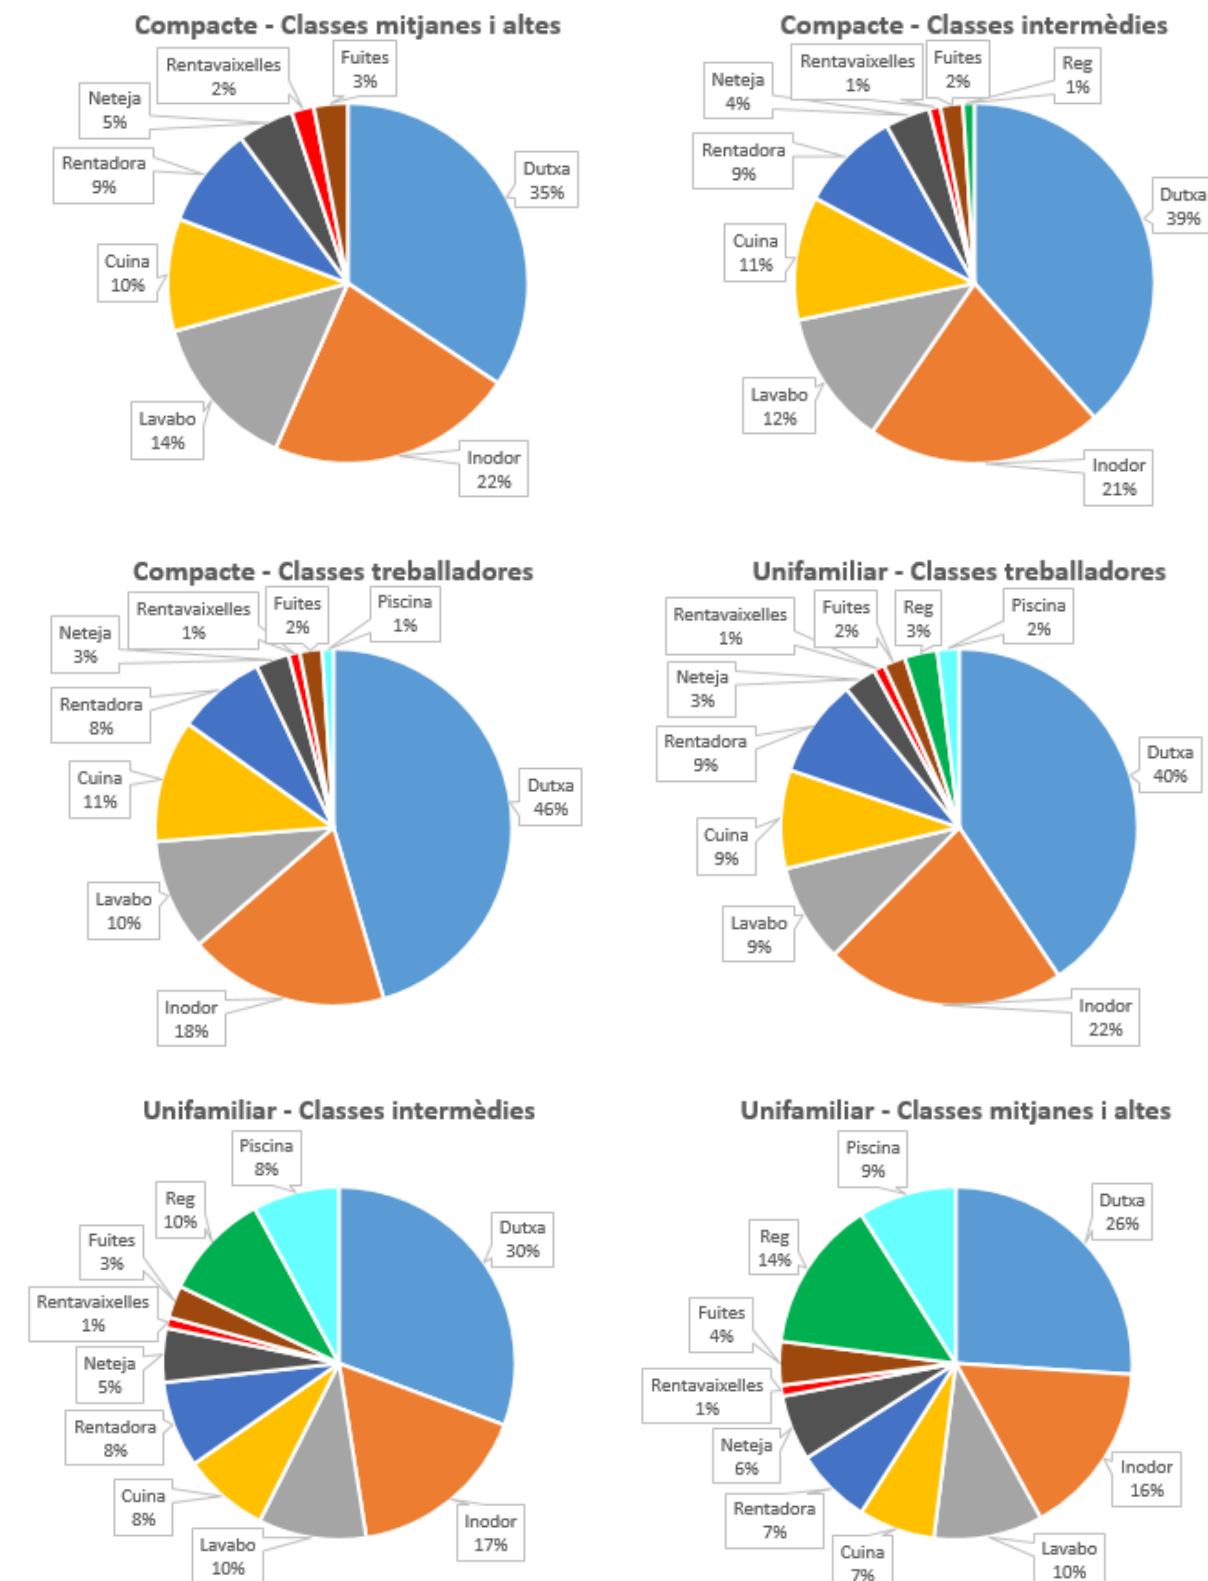 Compacte - Classes mitjanes i altes
Fuites
3%
Rentavaixelles
2%
Neteja
5%
Rentadora
9%
Dutxa
35%
Cuina
10%
Lavabo
14%
Inodor
22%
Compacte - Classes intermèdies
Rentavaixelles
1%
Fuites
2%
Reg
1%
Neteja
4%
Rentadora
9%
Dutxa
39%
Cuina
11%
Lavabo
12%
Inodor
21%
Compacte - Classes treballadores
Rentavaixelles
1%
Fuites
2%
Piscina
1%
Neteja
3%
Rentadora
8%
Cuina
11%
Dutxa
46%
Lavabo
10%
Inodor
18%
Unifamiliar - Classes treballadores
Rentavaixelles
1%
Fuites
2%
Reg
3%
Piscina
2%
Neteja
3%
Rentadora
9%
Dutxa
40%
Cuina
9%
Lavabo
9%
Inodor
22%
Unifamiliar - Classes intermèdies
Piscina
8%
Reg
10%
Fuites
3%
Dutxa
30%
Rentavaixelles
1%
Neteja
5%
Rentadora
8%
Cuina
8%
Lavabo
10%
Inodor
17%
Unifamiliar - Classes mitjanes i altes
Piscina
9%
Dutxa
26%
Reg
14%
Fuites
4%
Rentavaixelles
1%
Neteja
6%
Rentadora
7%
Cuina
7%
Lavabo
10%
Inodor
16%